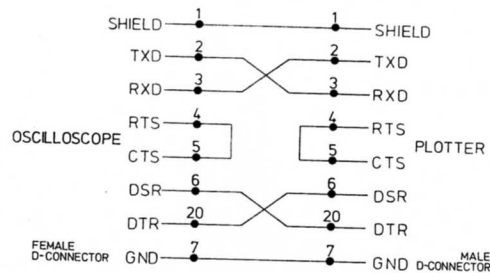 SHIELD 1 1 SHIELD
TXD 2 2 TXD
RXD 3 3 RXD
RTS 4 4 RTS
OSCILLOSCOPE PLOTTER
CTS 5 5 CTS
DSR 6 6 DSR
DTR 20 20 DTR
FEMALE MALE
D-CONNECTOR GND 7 7 GND D-CONNECTOR